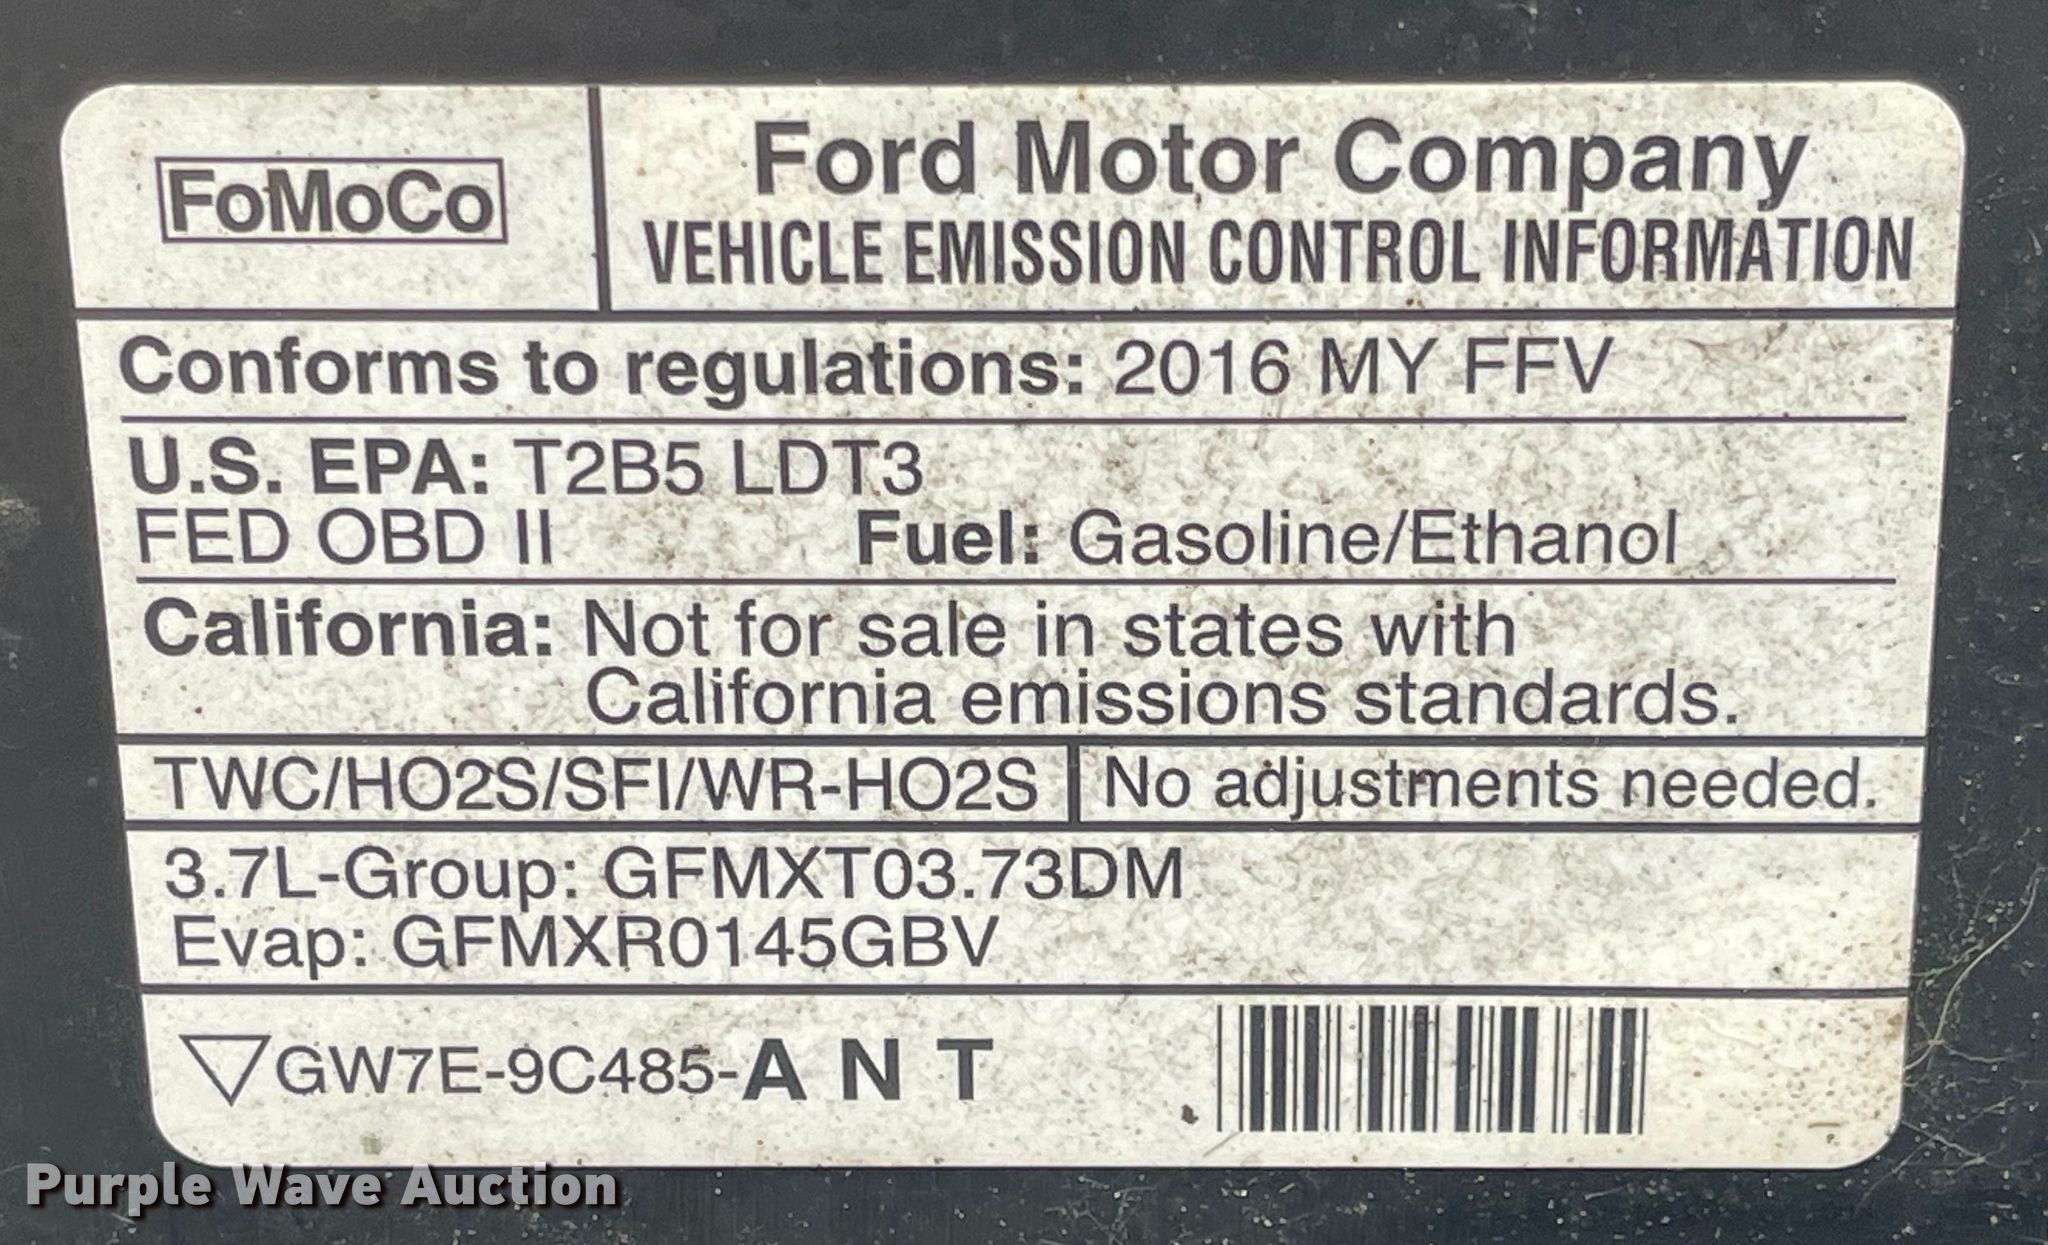 FoMoCo
Ford Motor Company
VEHICLE EMISSION CONTROL INFORMATION
Conforms to regulations: 2016 MY FFV
U.S. EPA: T2B5 LDT3
FED OBD II Fuel: Gasoline/Ethanol
California: Not for sale in states with
California emissions standards.
TWC/HO2S/SFI/WR-HO2S No adjustments needed.
3.7L-Group: GFMXT03.73DM
Evap: GFMXR0145GBV
GW7E-9C485-A N T
Purple Wave Auction